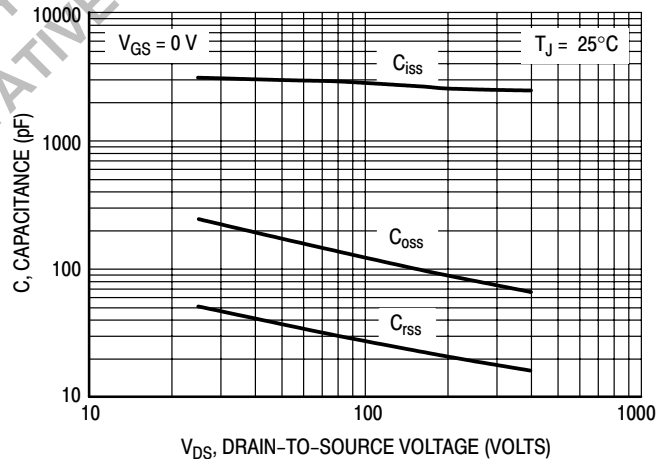 10000
V_GS = 0 V
T_J = 25°C
C_iss
1000
C, CAPACITANCE (pF)
C_oss
100
C_rss
10
10
100
1000
V_DS, DRAIN–TO–SOURCE VOLTAGE (VOLTS)